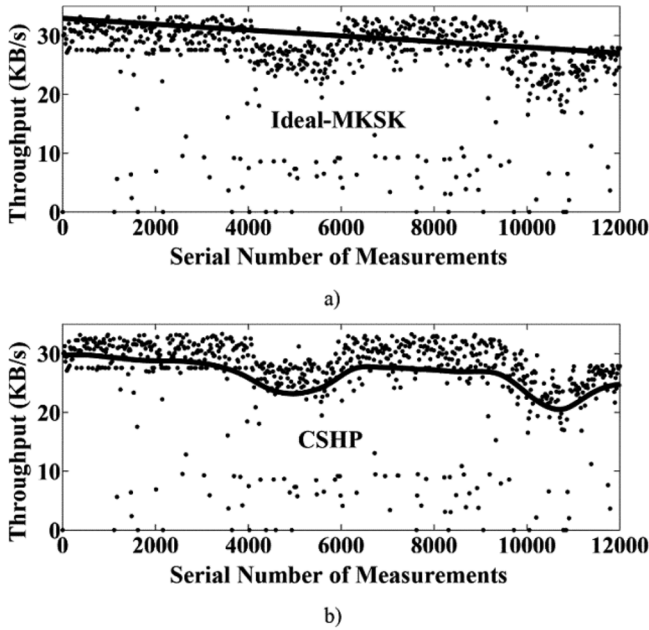 30
20
10
0
Throughput (KB/s)
Ideal-MKSK
0 2000 4000 6000 8000 10000 12000
Serial Number of Measurements
a)
30
20
10
0
Throughput (KB/s)
CSHP
0 2000 4000 6000 8000 10000 12000
Serial Number of Measurements
b)